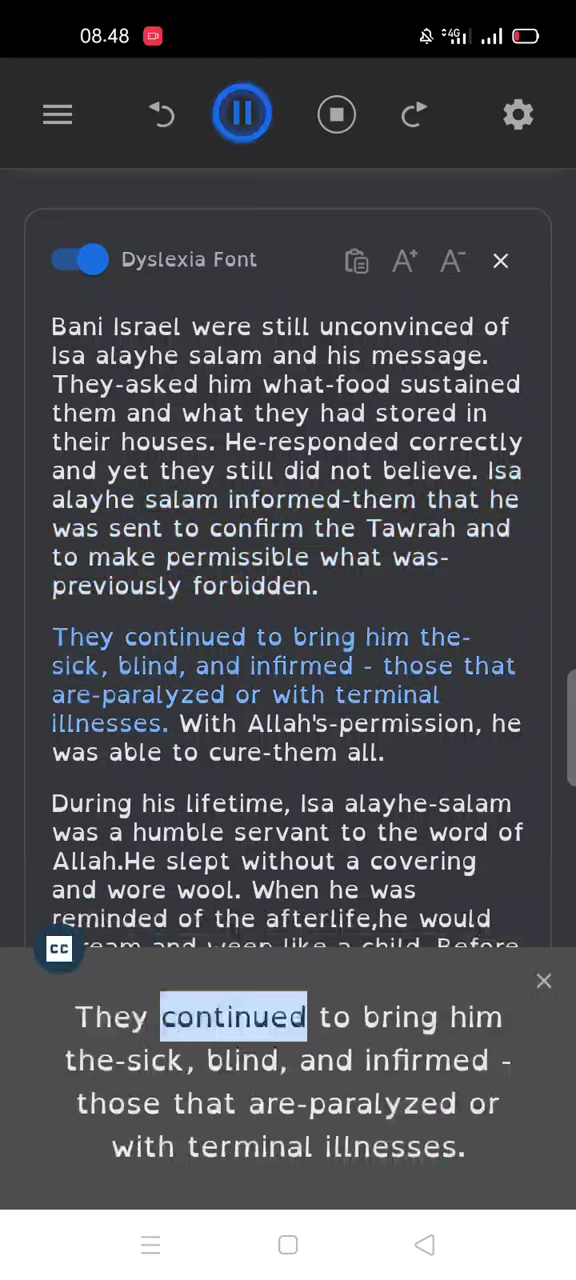 08.48
4G
Dyslexia Font
A+
A-
Bani Israel were still unconvinced of
Isa alayhe salam and his message.
They-asked him what-food sustained
them and what they had stored in
their houses. He-responded correctly
and yet they still did not believe. Isa
alayhe salam informed-them that he
was sent to confirm the Tawrah and
to make permissible what was-
previously forbidden.
They continued to bring him the-
sick, blind, and infirmed - those that
are-paralyzed or with terminal
illnesses. With Allah's-permission, he
was able to cure-them all.
During his lifetime, Isa alayhe-salam
was a humble servant to the word of
Allah.He slept without a covering
and wore wool. When he was
reminded of the afterlife,he would
and weep like a child. Before
CC
They continued to bring him
the-sick, blind, and infirmed -
those that are-paralyzed or
with terminal illnesses.